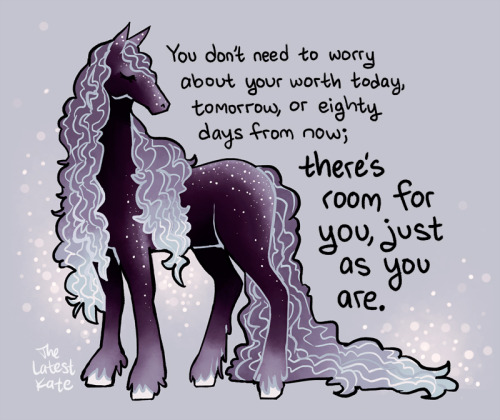 You don't need to worry
about your worth today,
tomorrow, or eighty
days from now;
there's
room for
you, just
as you
are.
The
Latest
Kate